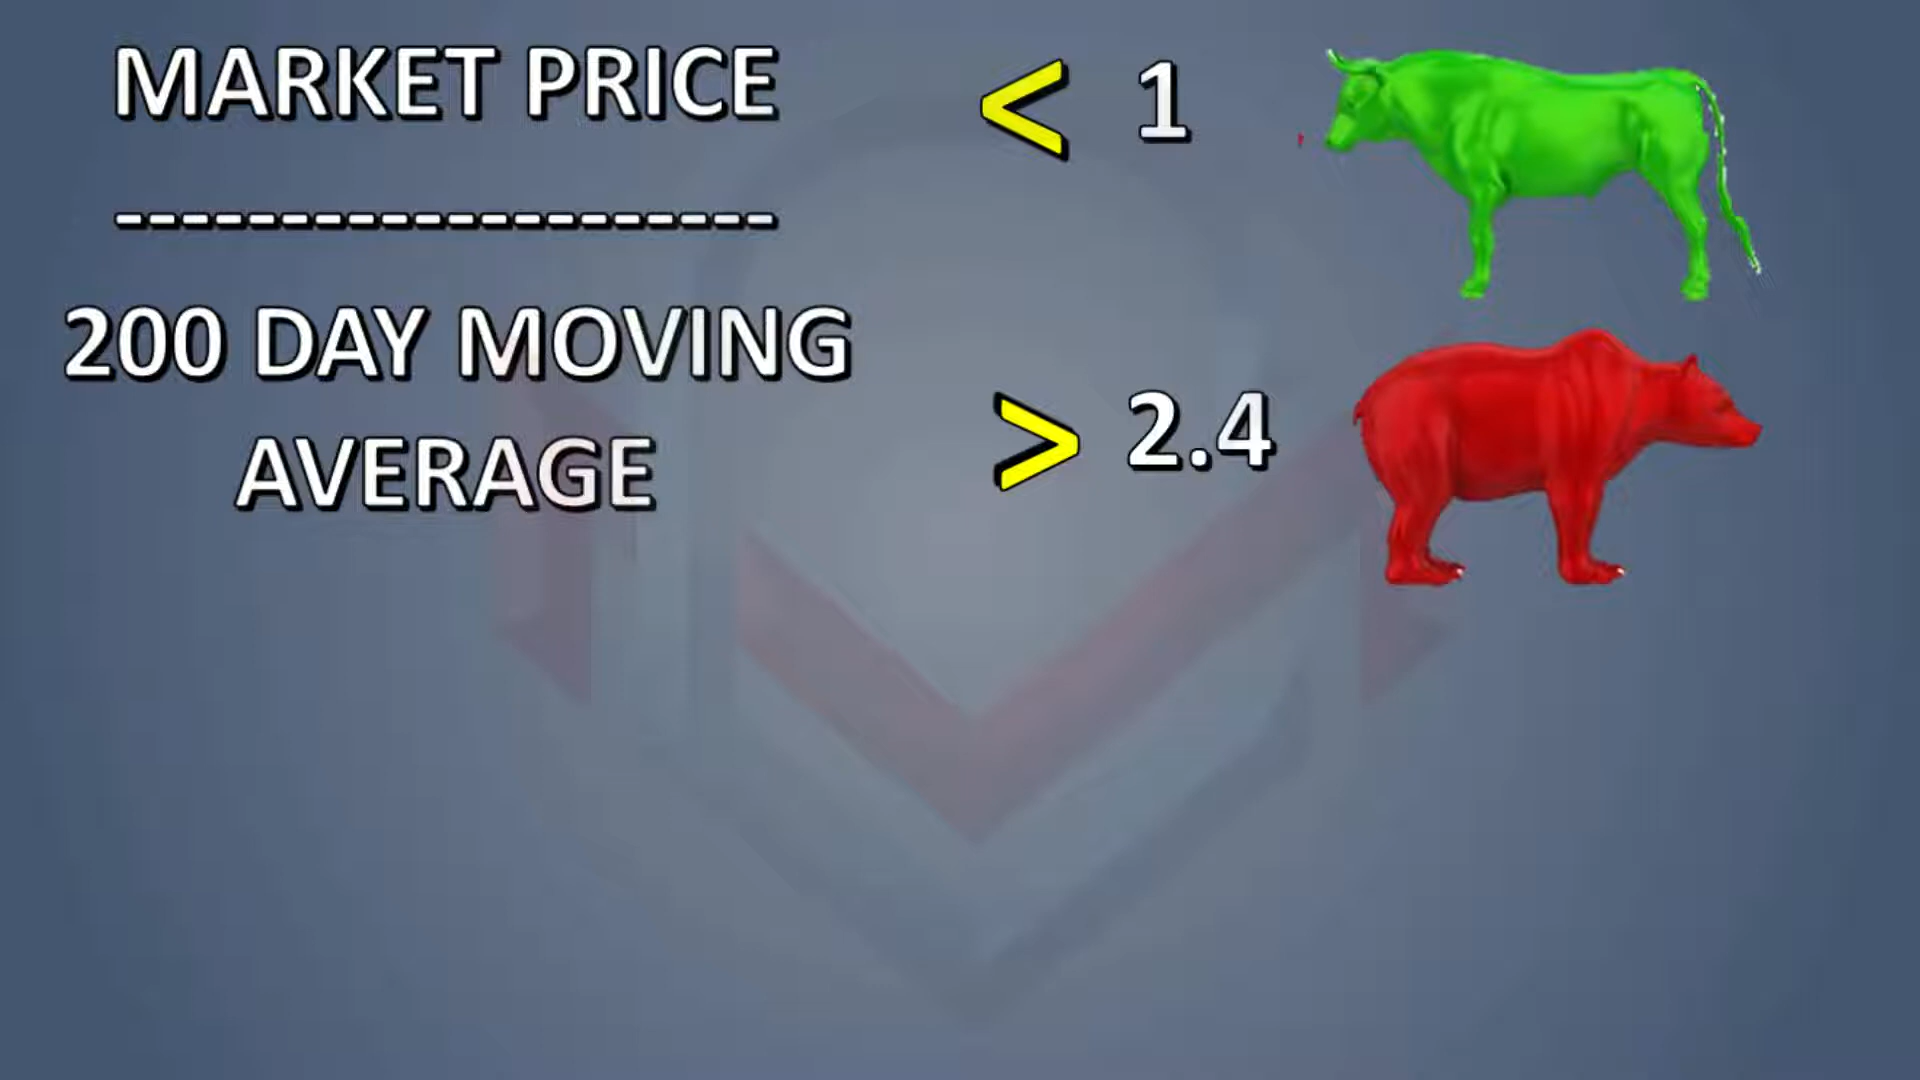 MARKET PRICE
--------------------
200 DAY MOVING
AVERAGE
< 1
> 2.4